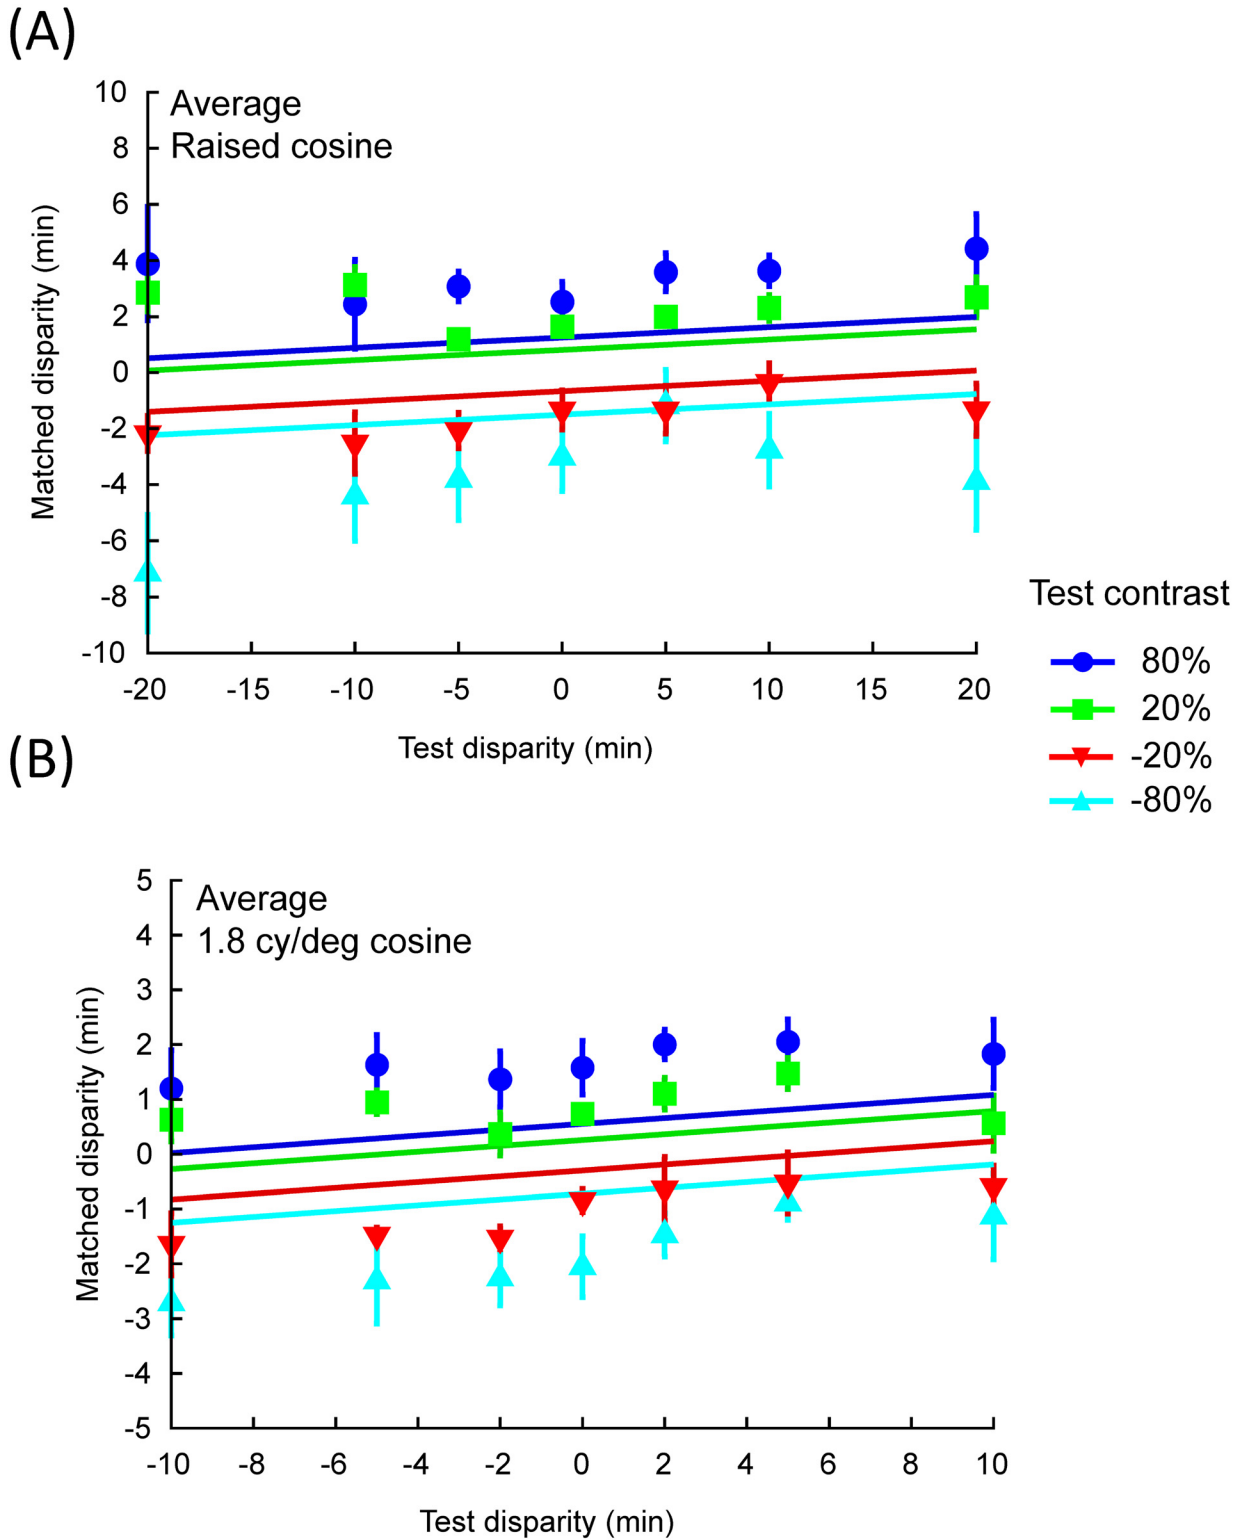 (A)
Average
Raised cosine
10
8
6
4
2
0
-2
-4
-6
-8
-10
Matched disparity (min)
-20 -15 -10 -5 0 5 10 15 20
Test disparity (min)
Test contrast
80%
20%
-20%
-80%
(B)
Average
1.8 cy/deg cosine
5
4
3
2
1
0
-1
-2
-3
-4
-5
Matched disparity (min)
-10 -8 -6 -4 -2 0 2 4 6 8 10
Test disparity (min)